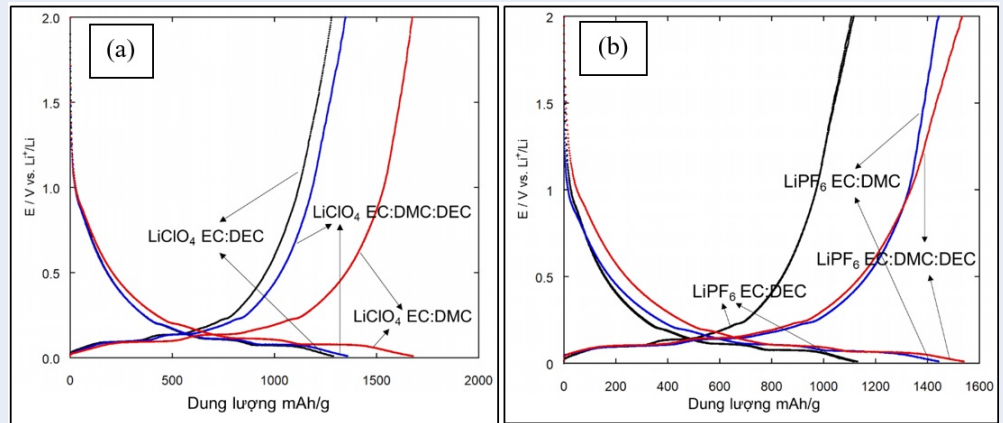 (a)
E / V vs. Li⁺/Li
2.0
1.5
1.0
0.5
0.0
LiClO₄ EC:DMC:DEC
LiClO₄ EC:DEC
LiClO₄ EC:DMC
0 500 1000 1500 2000
Dung lượng mAh/g
(b)
E / V vs. Li⁺/Li
2
1.5
1
0.5
0
LiPF₆ EC:DMC
LiPF₆ EC:DMC:DEC
LiPF₆ EC:DEC
0 200 400 600 800 1000 1200 1400 1600
Dung lượng mAh/g